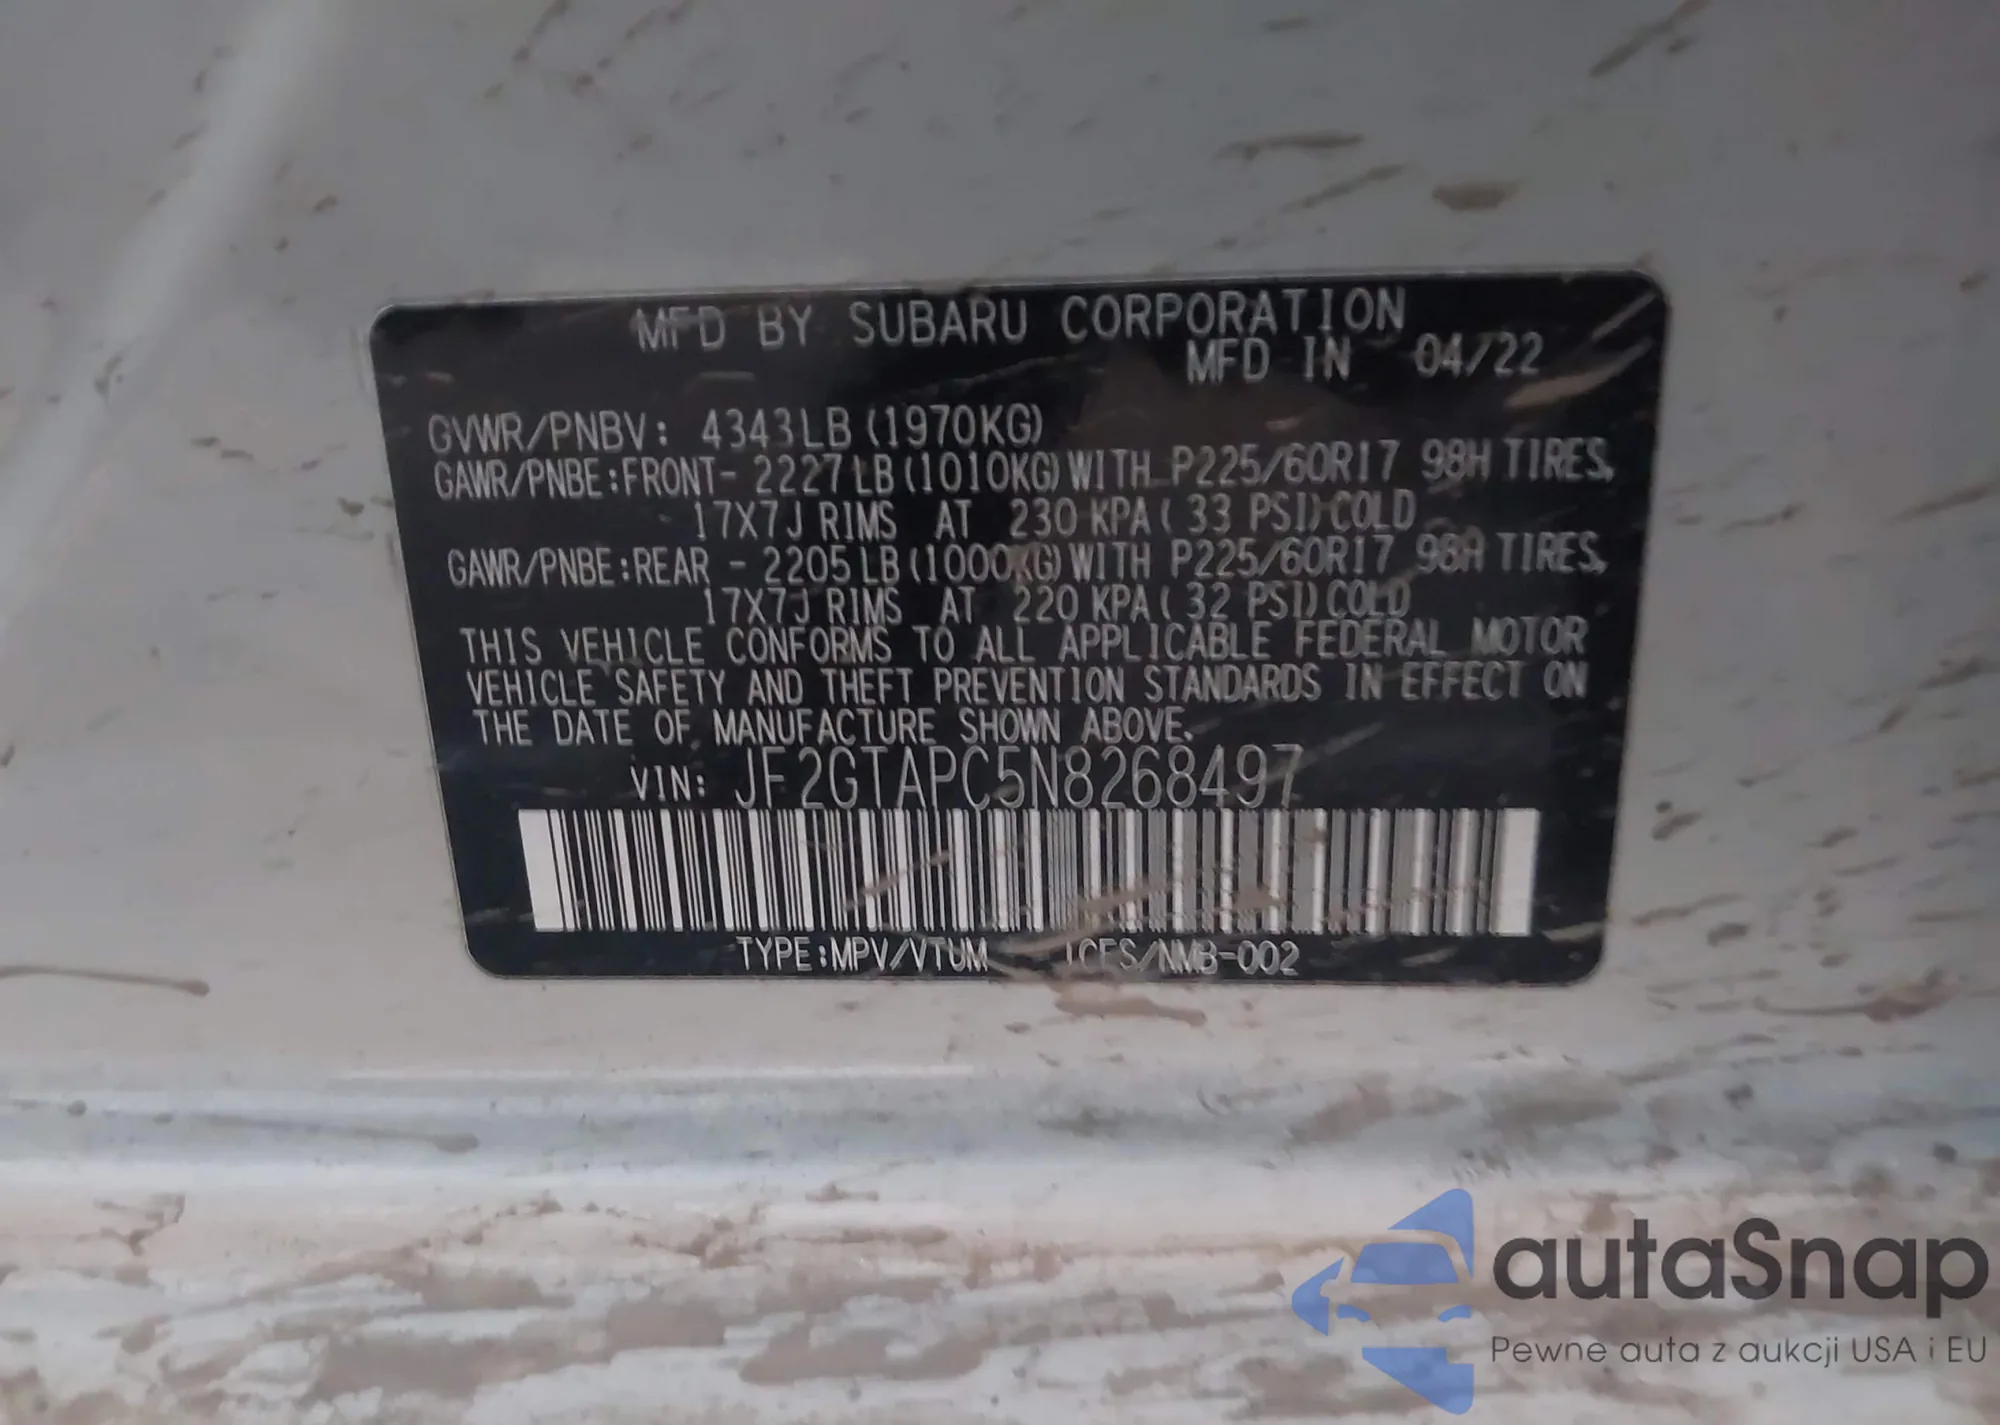 MFD BY SUBARU CORPORATION
MFD IN 04/22
GVWR/PNBV: 4343LB (1970KG)
GAWR/PNBE:FRONT- 2227LB (1010KG) WITH P225/60R17 98H TIRES,
17X7J RIMS AT 230 KPA( 33 PSI) COLD
GAWR/PNBE:REAR - 2205LB (1000KG) WITH P225/60R17 98H TIRES,
17X7J RIMS AT 220 KPA( 32 PSI) COLD
THIS VEHICLE CONFORMS TO ALL APPLICABLE FEDERAL MOTOR
VEHICLE SAFETY AND THEFT PREVENTION STANDARDS IN EFFECT ON
THE DATE OF MANUFACTURE SHOWN ABOVE.
VIN: JF2GTAPC5N8268497
TYPE:MPV/VTUM ICES/NMB-002
autaSnap
Pewne auta z aukcji USA i EU